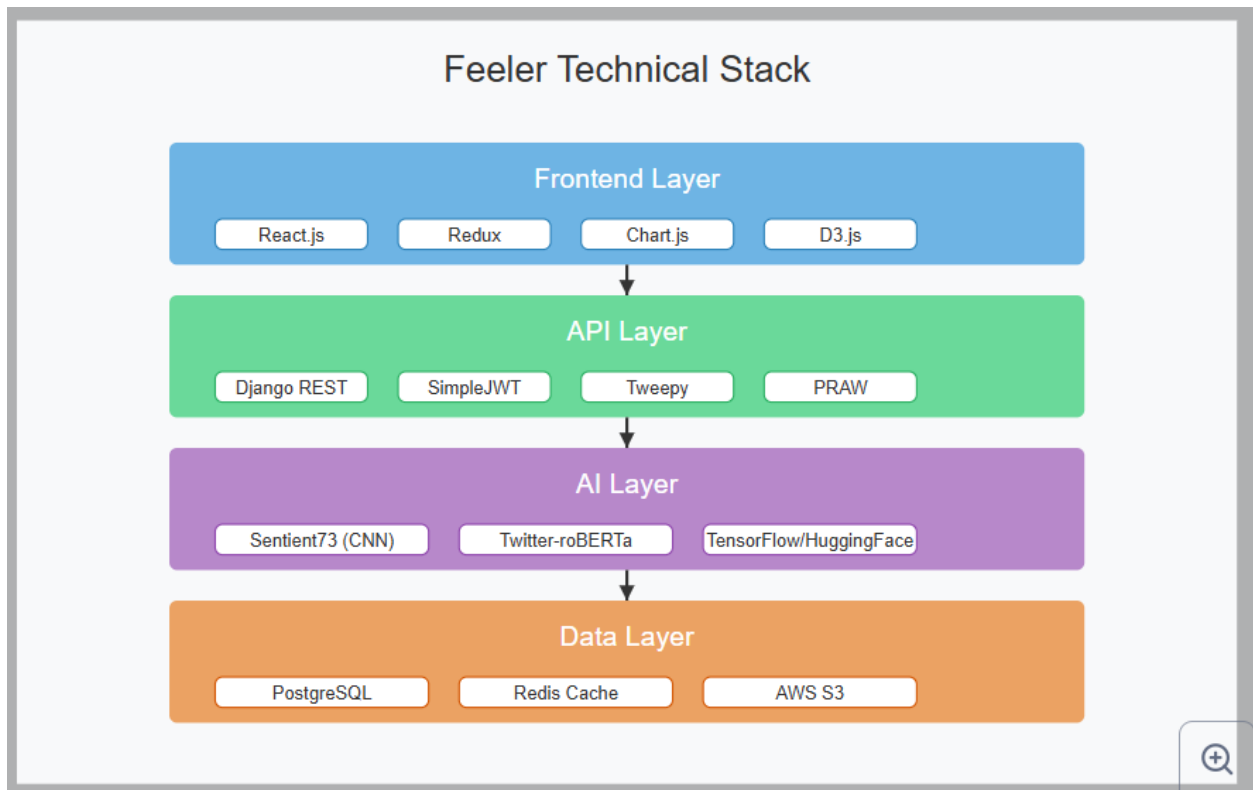 Feeler Technical Stack
Frontend Layer
React.js Redux Chart.js D3.js
API Layer
Django REST SimpleJWT Tweepy PRAW
AI Layer
Sentient73 (CNN) Twitter-roBERTa TensorFlow/HuggingFace
Data Layer
PostgreSQL Redis Cache AWS S3